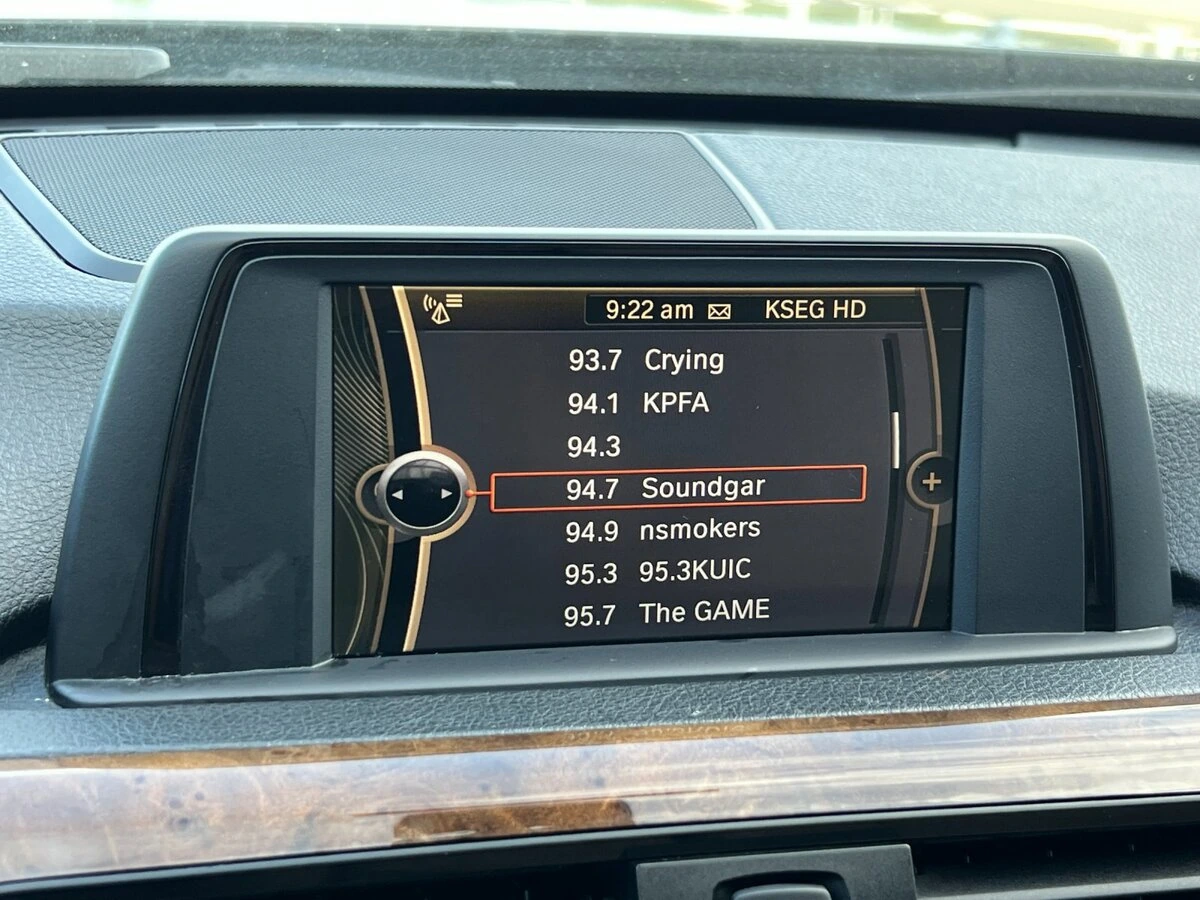 9:22 am KSEG HD
93.7 Crying
94.1 KPFA
94.3
94.7 Soundgar
94.9 nsmokers
95.3 95.3KUIC
95.7 The GAME